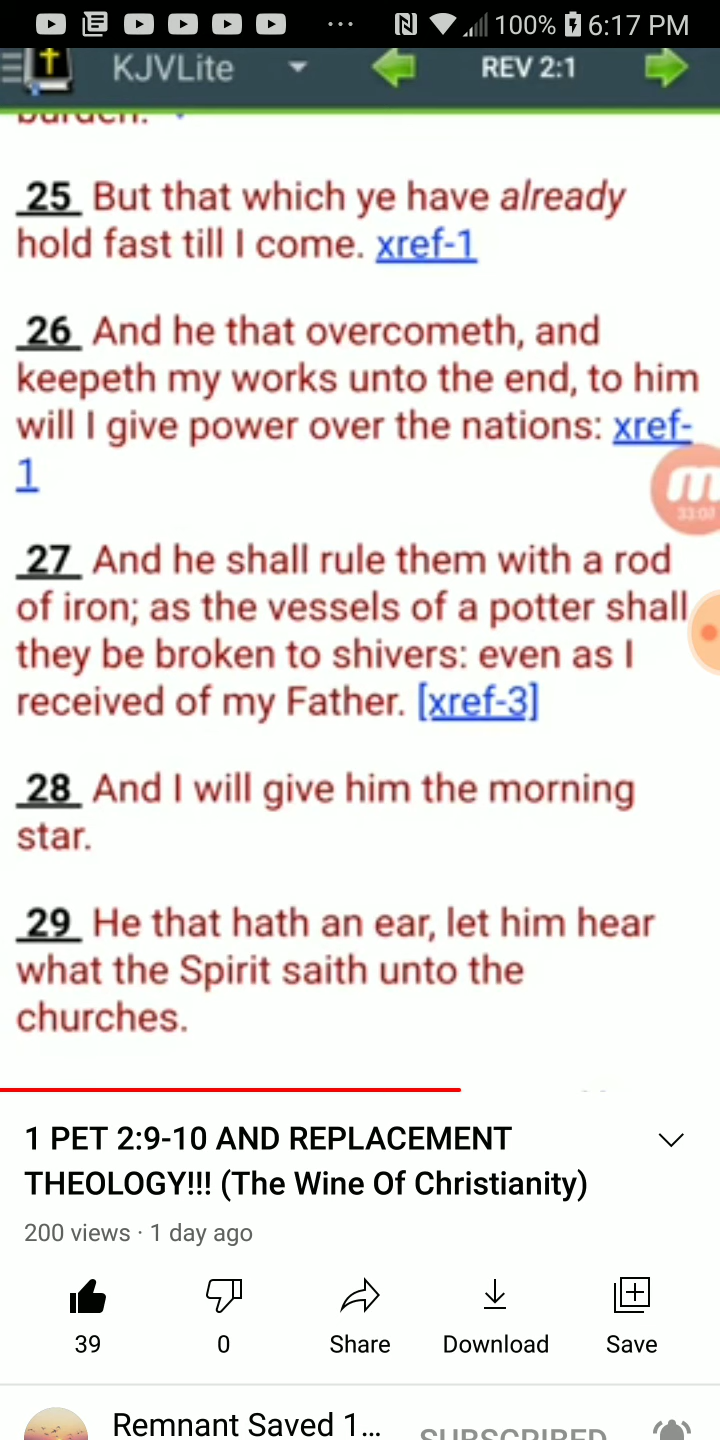 100% 6:17 PM
KJVLite REV 2:1
burden.
25 But that which ye have already
hold fast till I come. xref-1
26 And he that overcometh, and
keepeth my works unto the end, to him
will I give power over the nations: xref-
1
27 And he shall rule them with a rod
of iron; as the vessels of a potter shall
they be broken to shivers: even as I
received of my Father. [xref-3]
28 And I will give him the morning
star.
29 He that hath an ear, let him hear
what the Spirit saith unto the
churches.
1 PET 2:9-10 AND REPLACEMENT
THEOLOGY!!! (The Wine Of Christianity)
200 views · 1 day ago
39 0 Share Download Save
Remnant Saved 1... SUBSCRIBED